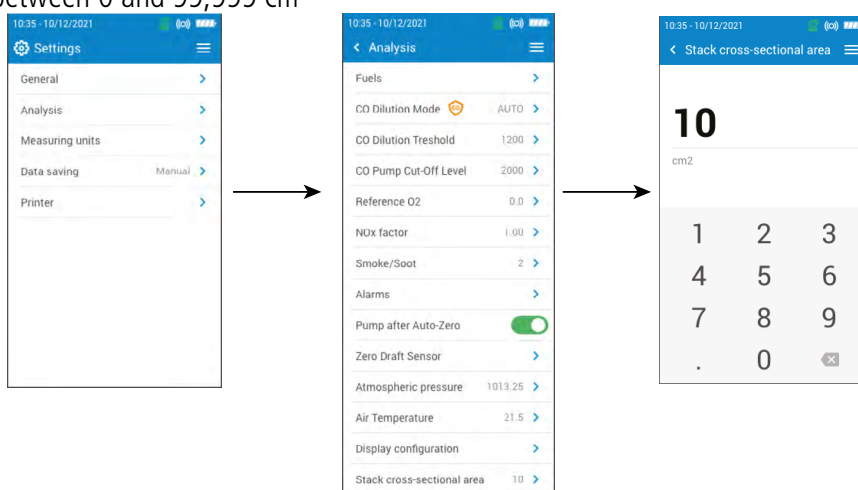 between 0 and 99,999 cm
10:35 - 10/12/2021
Settings
General
Analysis
Measuring units
Data saving Manual
Printer
10:35 - 10/12/2021
Analysis
Fuels
CO Dilution Mode CO AUTO
CO Dilution Treshold 1200
CO Pump Cut-Off Level 2000
Reference O2 0.0
NOx factor 1.00
Smoke/Soot 2
Alarms
Pump after Auto-Zero
Zero Draft Sensor
Atmospheric pressure 1013.25
Air Temperature 21.5
Display configuration
Stack cross-sectional area 10
10:35 - 10/12/2021
Stack cross-sectional area
10
cm2
1 2 3
4 5 6
7 8 9
. 0